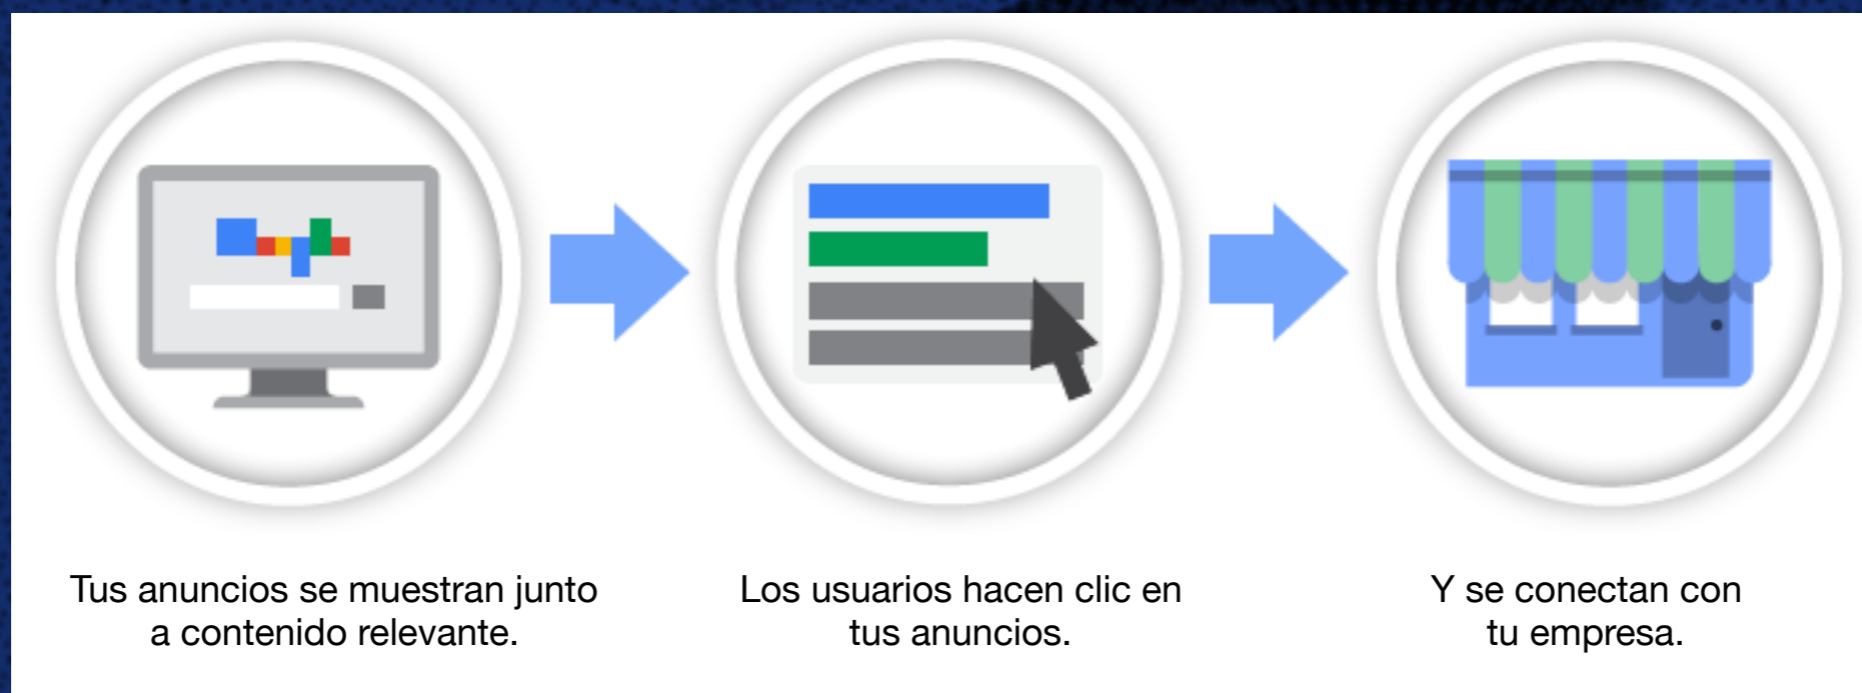 Tus anuncios se muestran junto
a contenido relevante.
Los usuarios hacen clic en
tus anuncios.
Y se conectan con
tu empresa.